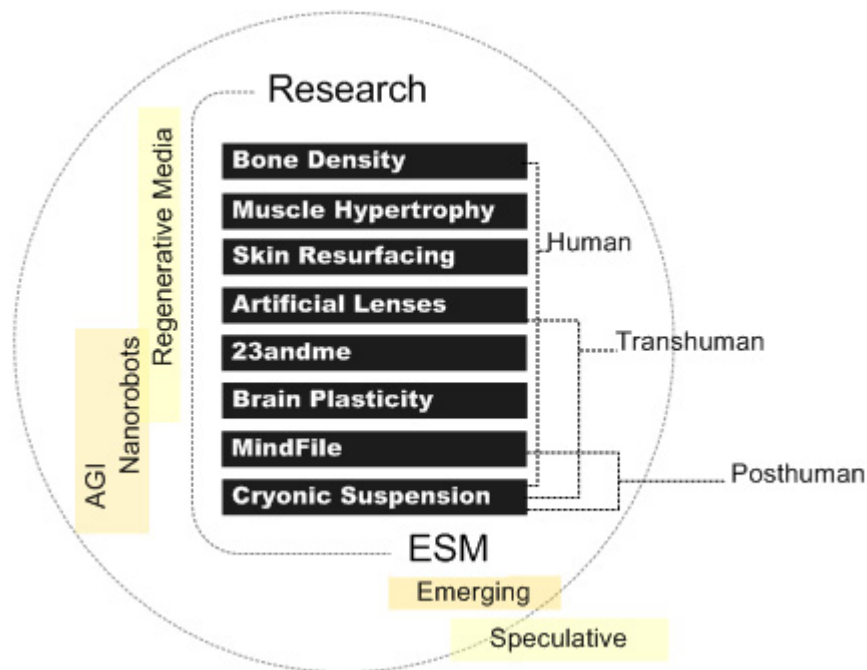 Research
Regenerative Media
Nanorobots
AGI
Bone Density
Muscle Hypertrophy
Skin Resurfacing
Artificial Lenses
23andme
Brain Plasticity
MindFile
Cryonic Suspension
Human
Transhuman
Posthuman
ESM
Emerging
Speculative